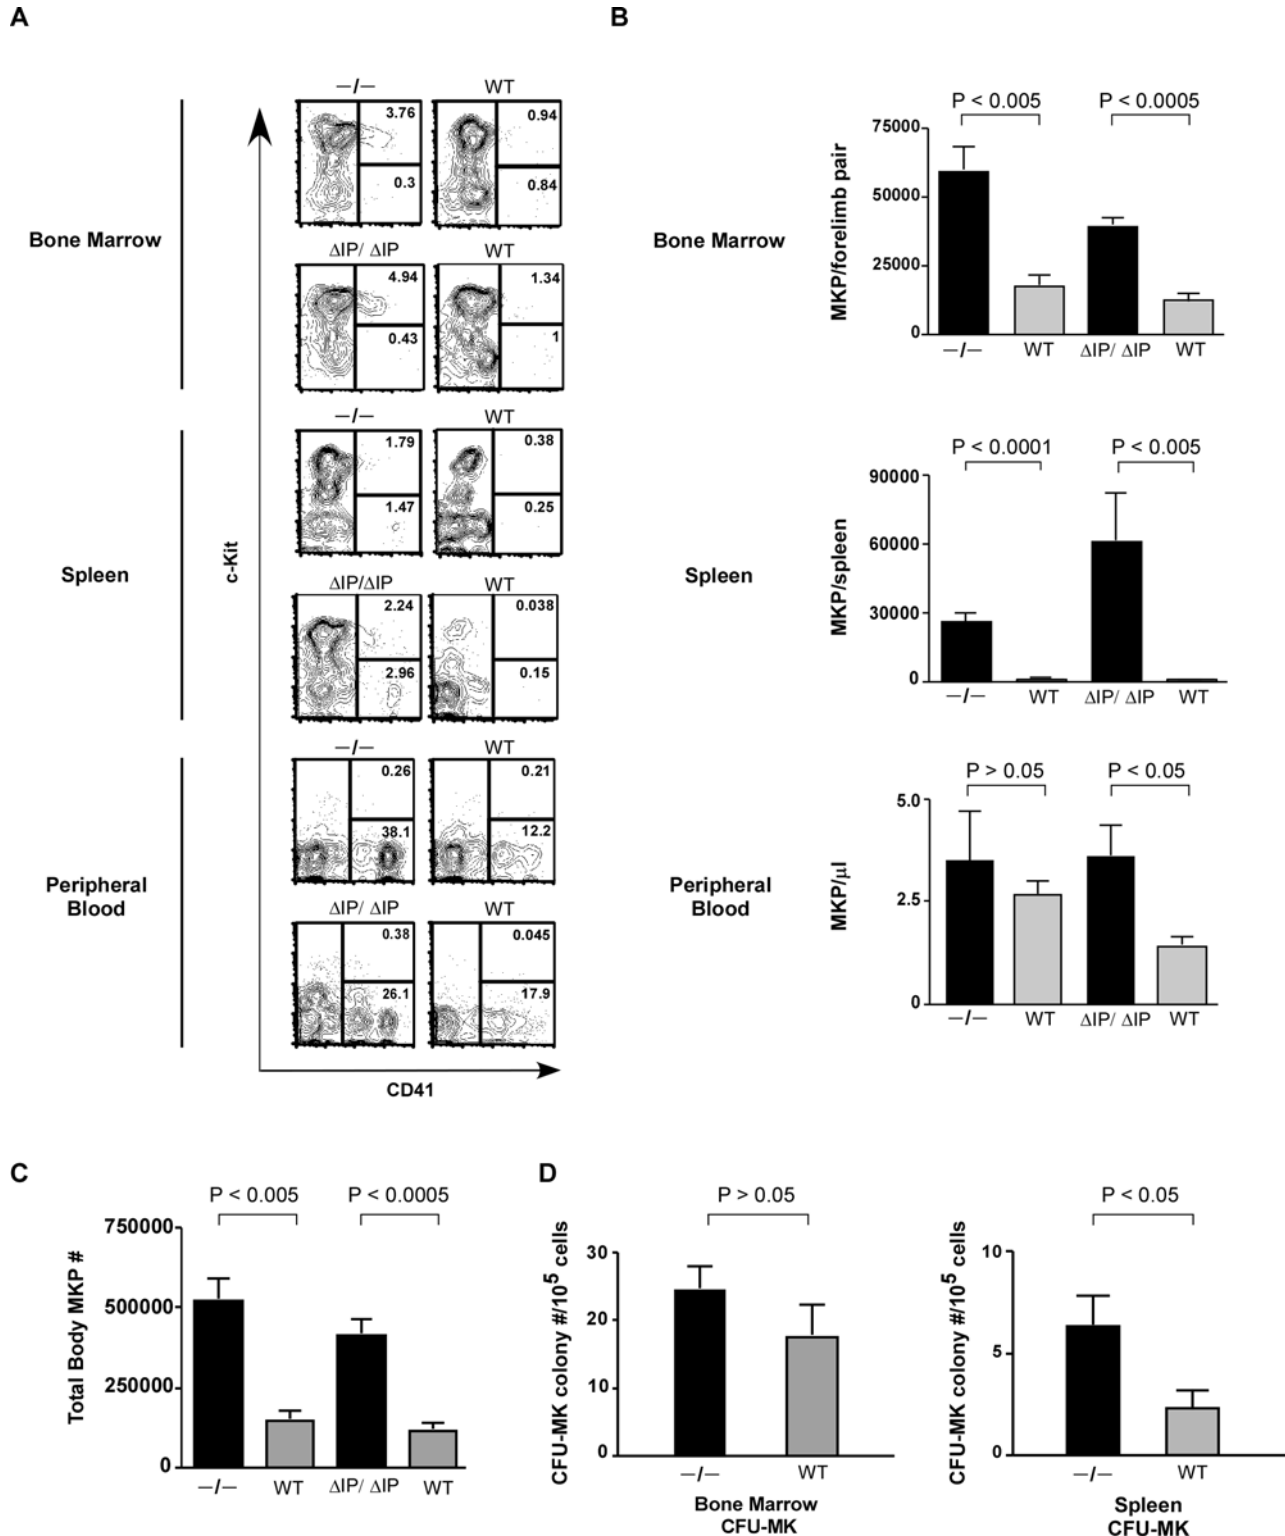 A
B
—/—
WT
3.76
0.94
0.3
0.84
Bone Marrow
ΔIP/ ΔIP
WT
4.94
1.34
0.43
1
—/—
WT
1.79
0.38
1.47
0.25
Spleen
c-Kit
ΔIP/ΔIP
WT
2.24
0.038
2.96
0.15
—/—
WT
0.26
0.21
38.1
12.2
Peripheral
Blood
ΔIP/ ΔIP
WT
0.38
0.045
26.1
17.9
CD41
P < 0.005
P < 0.0005
75000
50000
25000
0
MKP/forelimb pair
Bone Marrow
—/—
WT
ΔIP/ ΔIP
WT
P < 0.0001
P < 0.005
90000
60000
30000
0
MKP/spleen
Spleen
—/—
WT
ΔIP/ ΔIP
WT
P > 0.05
P < 0.05
5.0
2.5
0
MKP/μl
Peripheral
Blood
—/—
WT
ΔIP/ ΔIP
WT
C
P < 0.005
P < 0.0005
750000
500000
250000
0
Total Body MKP #
—/—
WT
ΔIP/ ΔIP
WT
D
P > 0.05
30
20
10
0
CFU-MK colony #/10⁵ cells
—/—
WT
Bone Marrow
CFU-MK
P < 0.05
10
5
0
CFU-MK colony #/10⁵ cells
—/—
WT
Spleen
CFU-MK